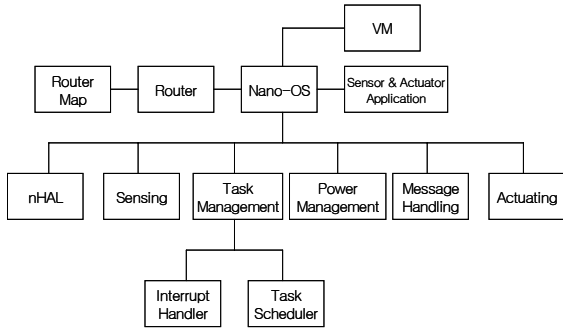 VM
Router
Map
Router
Nano-OS
Sensor & Actuator
Application
nHAL
Sensing
Task
Management
Power
Management
Message
Handling
Actuating
Interrupt
Handler
Task
Scheduler